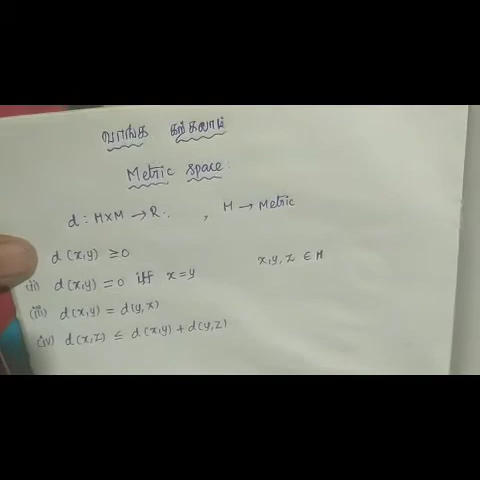 வாங்க கற்கலாம்
Metric space:
d: M×M → R. , M → Metric
d(x,y) ≥ 0
(ii) d(x,y) = 0 iff x = y x,y,z ∈ M
(iii) d(x,y) = d(y,x)
(iv) d(x,z) ≤ d(x,y) + d(y,z)